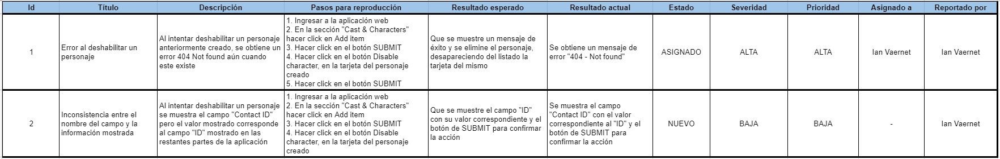 Id
Título
Descripción
Pasos para reproducción
Resultado esperado
Resultado actual
Estado
Severidad
Prioridad
Asignado a
Reportado por
1
Error al deshabilitar un
personaje
Al intentar deshabilitar un personaje
anteriormente creado, se obtiene un
error 404 Not found aún cuando
este existe
1. Ingresar a la aplicación web
2. En la sección "Cast & Characters"
hacer click en Add item
3. Hacer click en el botón SUBMIT
4. Hacer click en el botón Disable
character, en la tarjeta del personaje
creado
5. Hacer click en el botón SUBMIT
Que se muestre un mensaje de
éxito y se elimine el personaje,
desapareciendo del listado la
tarjeta del mismo
Se obtiene un mensaje de
error "404 - Not found"
ASIGNADO
ALTA
ALTA
Ian Vaernet
Ian Vaernet
2
Inconsistencia entre el
nombre del campo y la
información mostrada
Al intentar deshabilitar un personaje
se muestra el campo "Contact ID"
pero el valor mostrado corresponde
al campo "ID" mostrado en las
restantes partes de la aplicación
1. Ingresar a la aplicación web
2. En la sección "Cast & Characters"
hacer click en Add item
3. Hacer click en el botón SUBMIT
4. Hacer click en el botón Disable
character, en la tarjeta del personaje
creado
Que se muestre el campo "ID"
con su valor correspondiente y el
botón de SUBMIT para confirmar
la acción
Se muestra el campo
"Contact ID" con el valor
correspondiente al "ID" y el
botón de SUBMIT para
confirmar la acción
NUEVO
BAJA
BAJA
-
Ian Vaernet